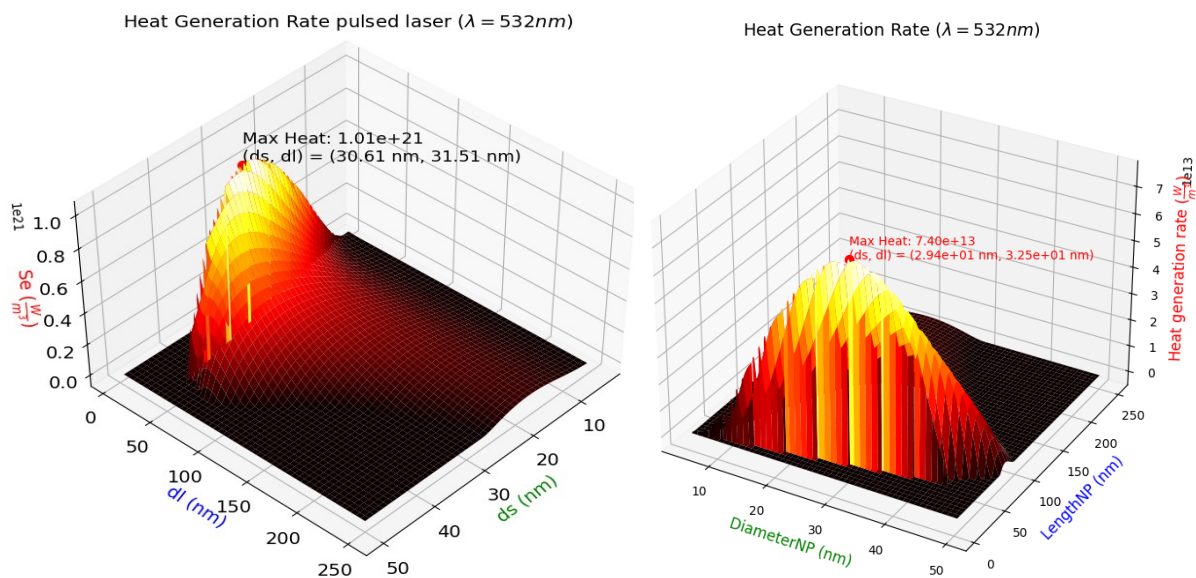 Heat Generation Rate pulsed laser (λ = 532nm)
Max Heat: 1.01e+21
(ds, dl) = (30.61 nm, 31.51 nm)
1e21
1.0
0.8
0.6
0.4
0.2
0.0
Se (W/m³)
0
50
100
150
200
250
dl (nm)
10
20
30
40
50
ds (nm)
Heat Generation Rate (λ = 532nm)
Max Heat: 7.40e+13
(ds, dl) = (2.94e+01 nm, 3.25e+01 nm)
1e13
7
6
5
4
3
2
1
0
Heat generation rate (W/m
10
20
30
40
50
DiameterNP (nm)
250
200
150
100
50
0
LengthNP (nm)